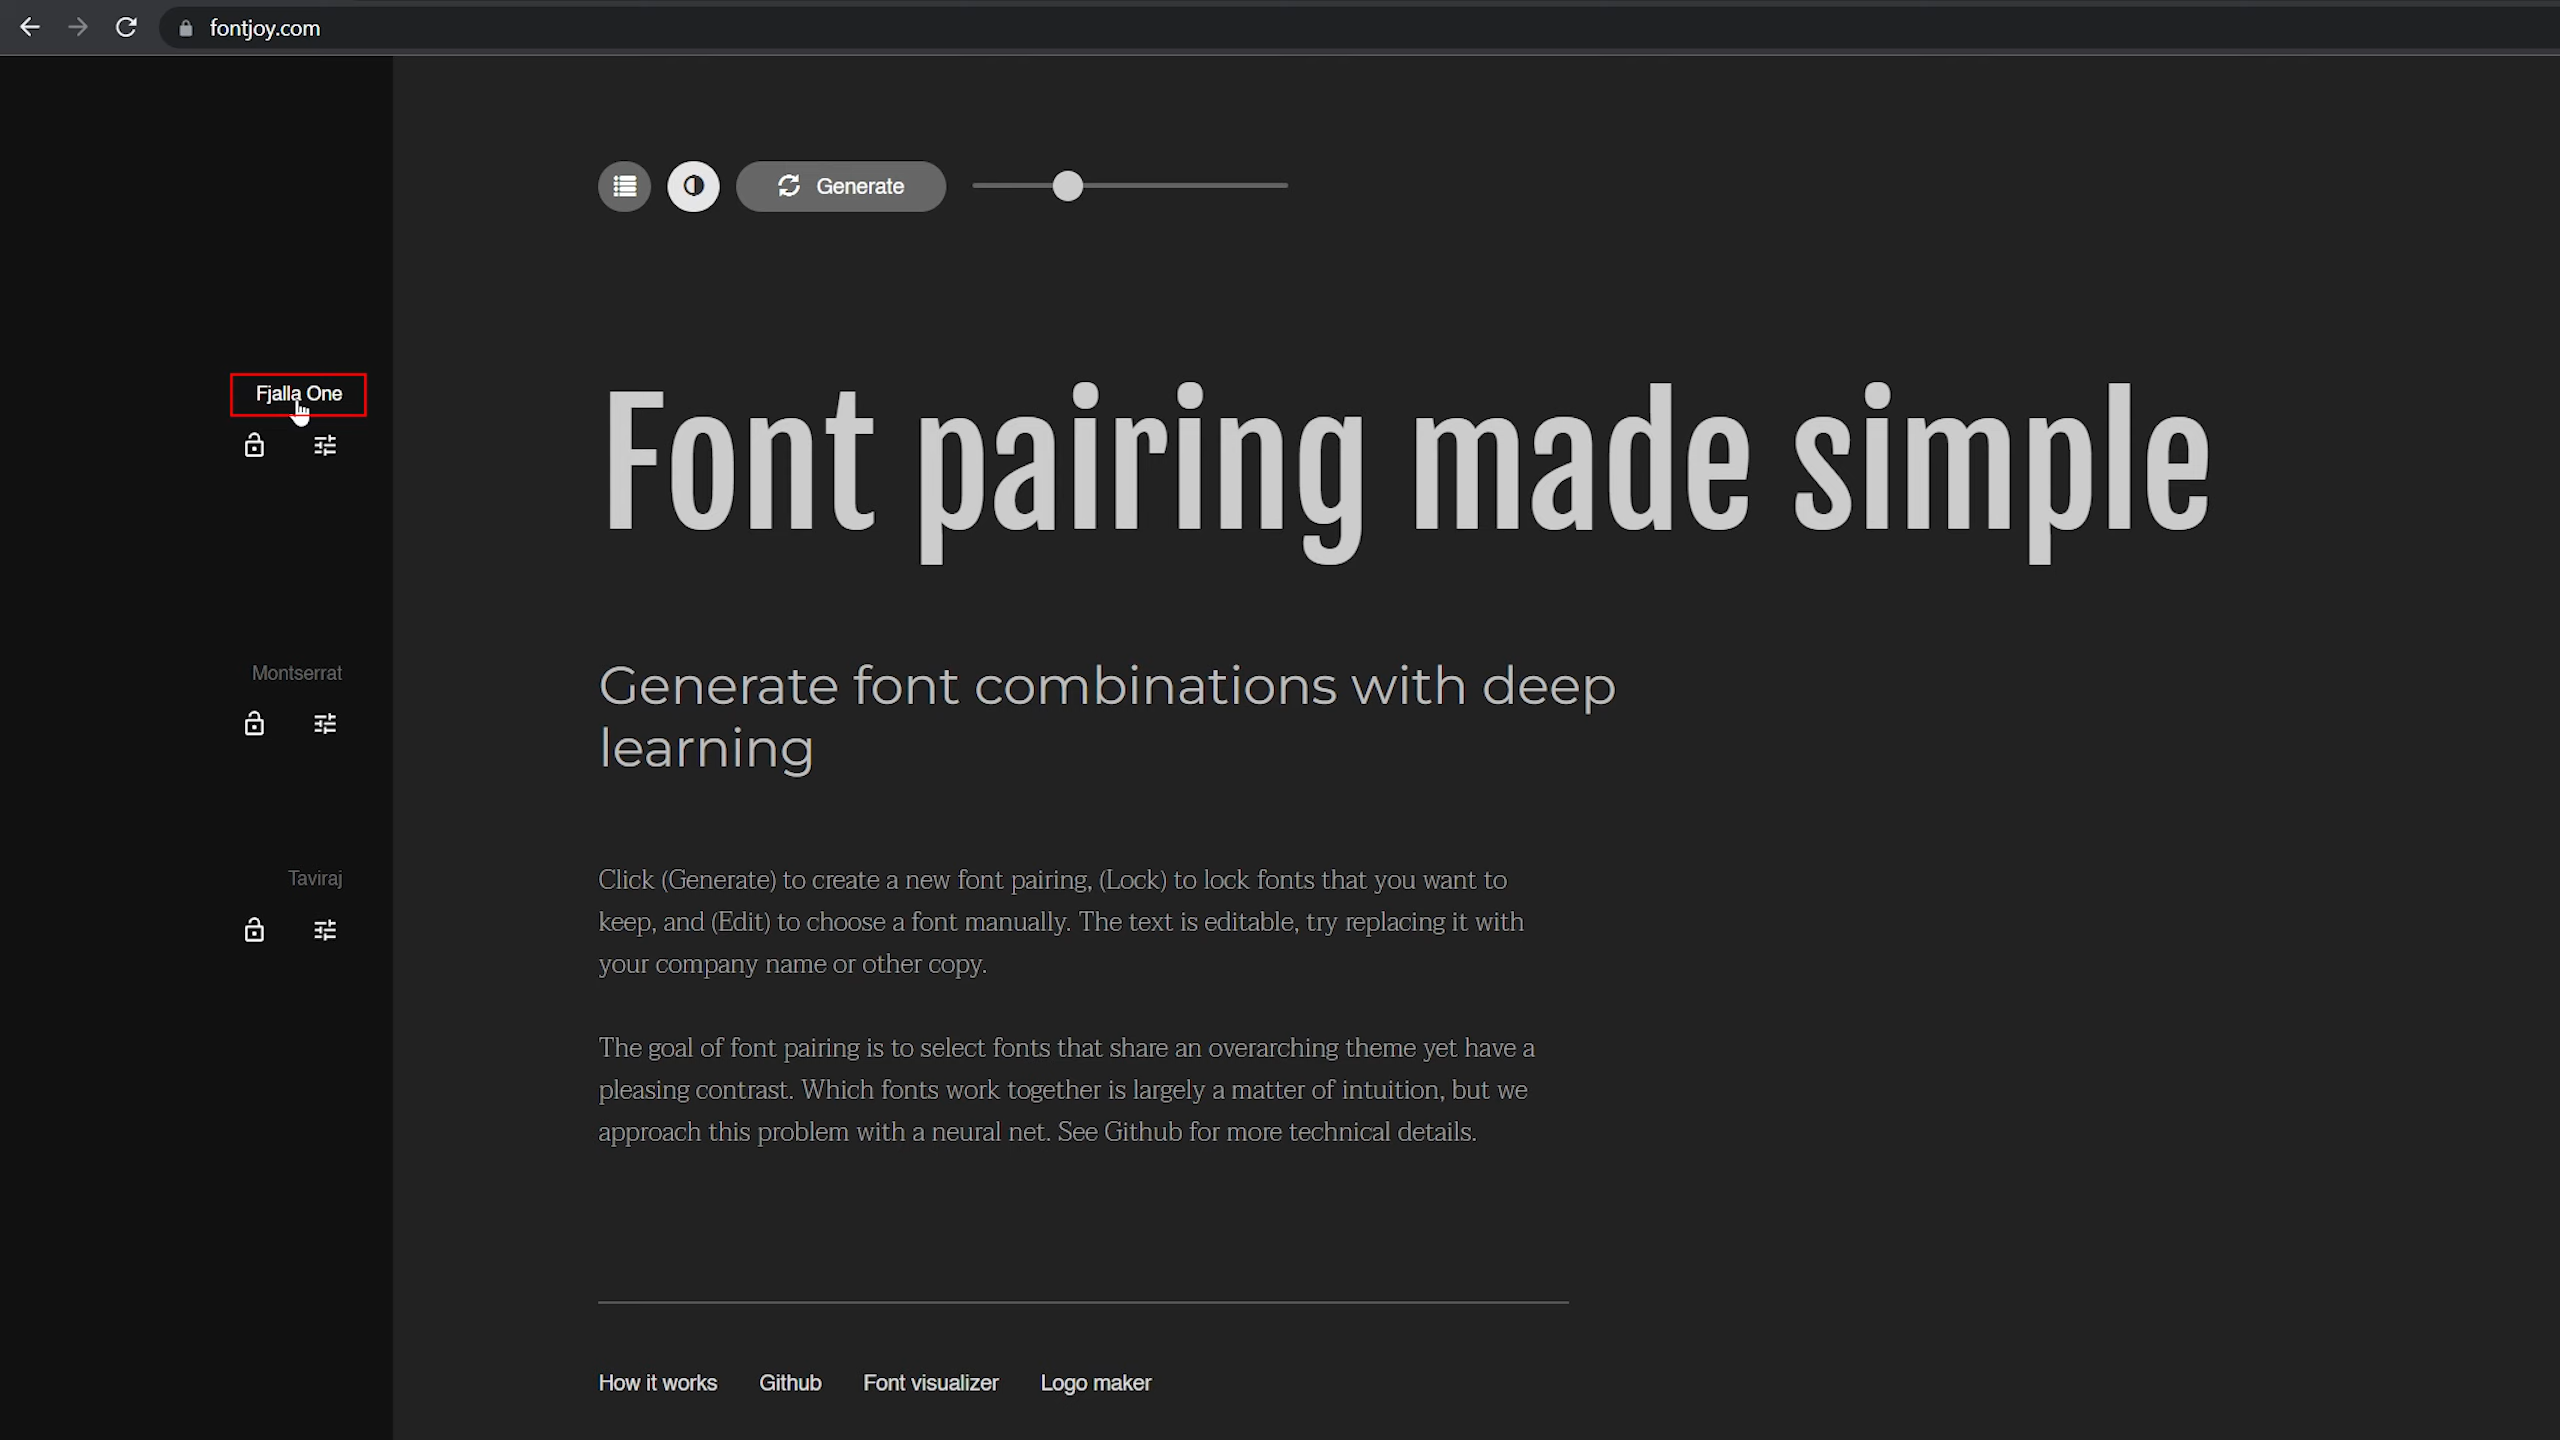 fontjoy.com
Generate
Fjalla One
Font pairing made simple
Montserrat
Generate font combinations with deep
learning
Taviraj
Click (Generate) to create a new font pairing, (Lock) to lock fonts that you want to
keep, and (Edit) to choose a font manually. The text is editable, try replacing it with
your company name or other copy.
The goal of font pairing is to select fonts that share an overarching theme yet have a
pleasing contrast. Which fonts work together is largely a matter of intuition, but we
approach this problem with a neural net. See Github for more technical details.
How it works Github Font visualizer Logo maker